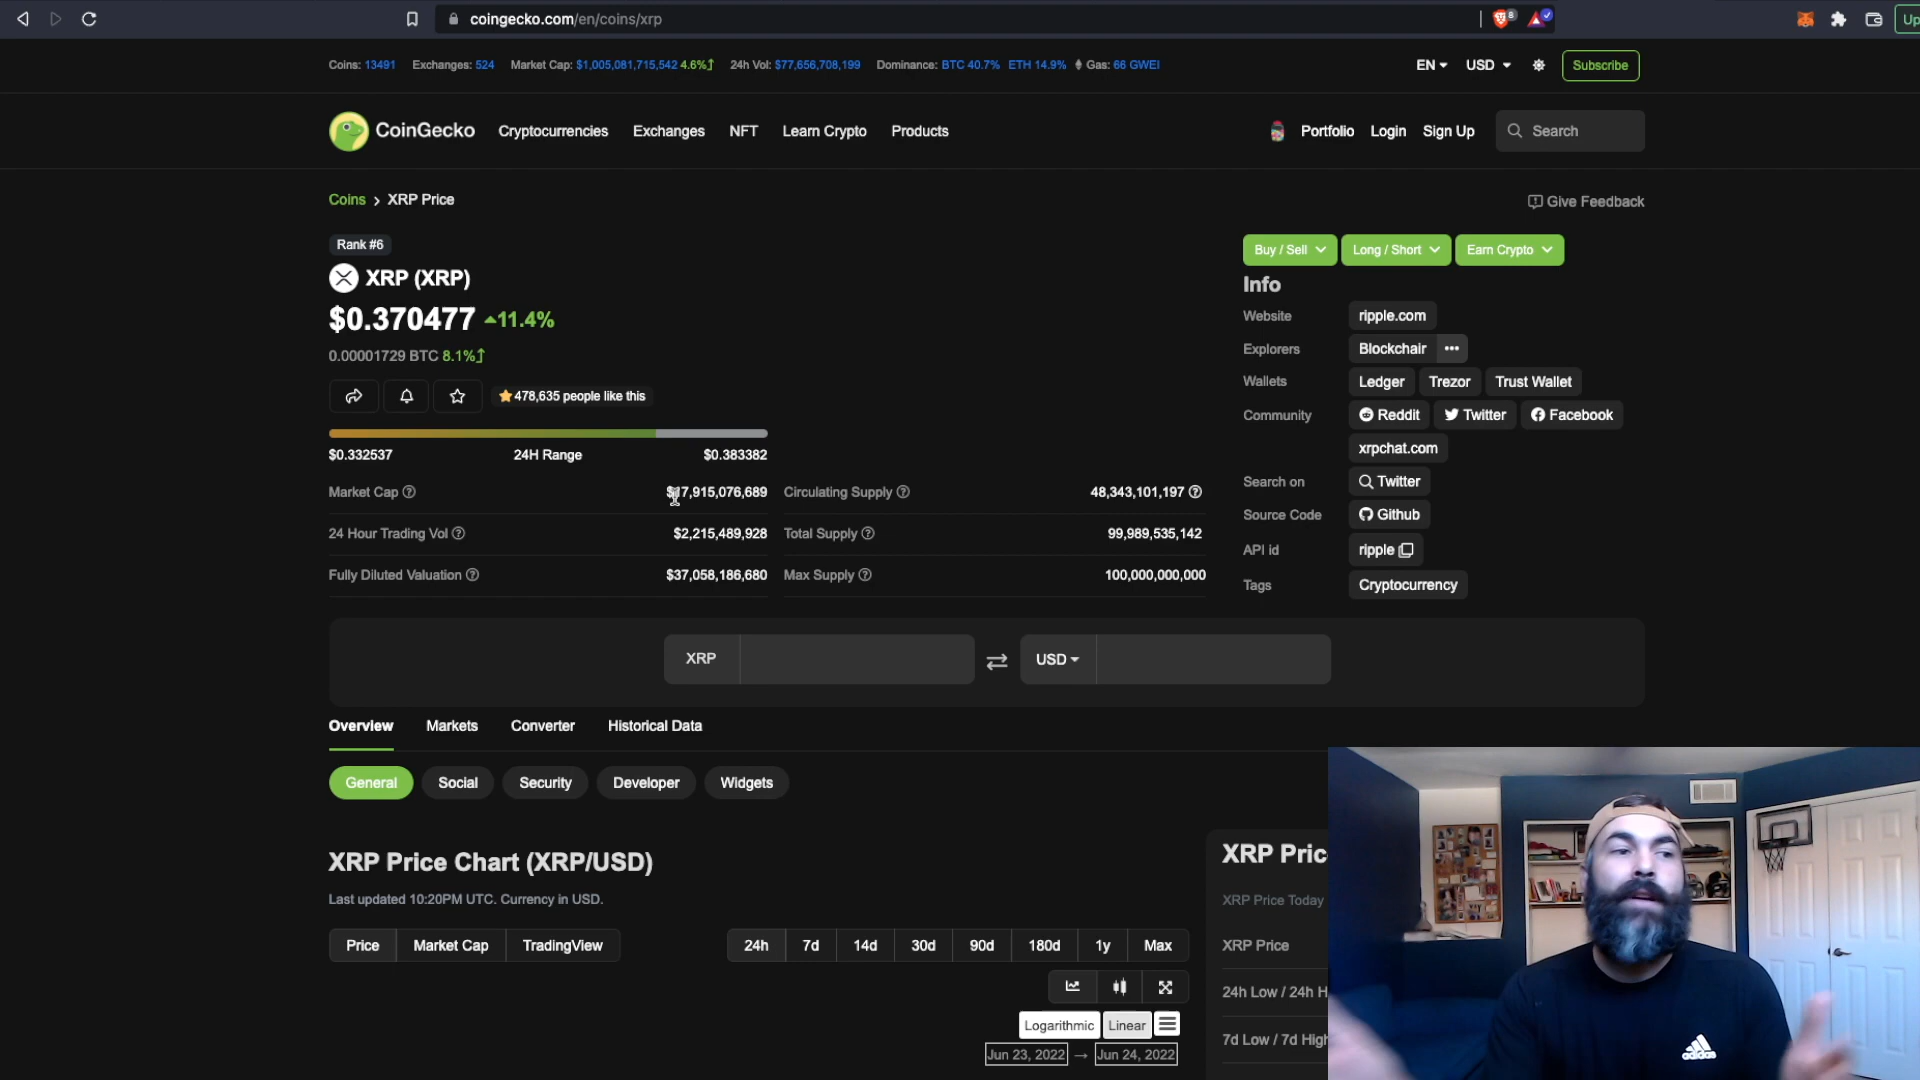 coingecko.com/en/coins/xrp
8
Up
Coins: 13491 Exchanges: 524 Market Cap: $1,005,081,715,542 4.6% 24h Vol: $77,656,708,199 Dominance: BTC 40.7% ETH 14.9% Gas: 66 GWEI
EN USD Subscribe
CoinGecko Cryptocurrencies Exchanges NFT Learn Crypto Products Portfolio Login Sign Up Search
Coins > XRP Price
Give Feedback
Rank #6
XRP (XRP)
$0.370477 11.4%
0.00001729 BTC 8.1%
478,635 people like this
$0.332537 24H Range $0.383382
Market Cap $17,915,076,689
24 Hour Trading Vol $2,215,489,928
Fully Diluted Valuation $37,058,186,680
Circulating Supply 48,343,101,197
Total Supply 99,989,535,142
Max Supply 100,000,000,000
Buy / Sell Long / Short Earn Crypto
Info
Website ripple.com
Explorers Blockchair •••
Wallets Ledger Trezor Trust Wallet
Community Reddit Twitter Facebook
xrpchat.com
Search on Twitter
Source Code Github
API id ripple
Tags Cryptocurrency
XRP USD
Overview Markets Converter Historical Data
General Social Security Developer Widgets
XRP Price Chart (XRP/USD)
Last updated 10:20PM UTC. Currency in USD.
Price Market Cap TradingView
24h 7d 14d 30d 90d 180d 1y Max
Logarithmic Linear
Jun 23, 2022 → Jun 24, 2022
XRP Pric
XRP Price Today
XRP Price
24h Low / 24h H
7d Low / 7d High
adidas